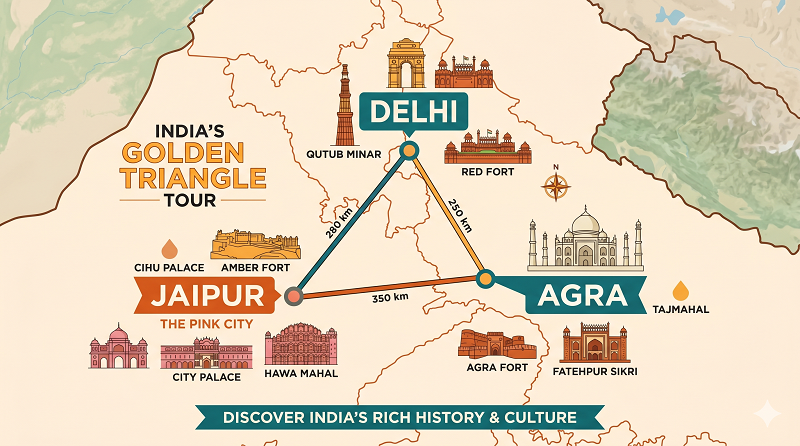 INDIA'S
GOLDEN
TRIANGLE
TOUR
DELHI
QUTUB MINAR
RED FORT
N
280 km
250 km
350 km
CIHU PALACE
AMBER FORT
JAIPUR
THE PINK CITY
CITY PALACE
HAWA MAHAL
AGRA
TAJMAHAL
AGRA FORT
FATEHPUR SIKRI
DISCOVER INDIA'S RICH HISTORY & CULTURE